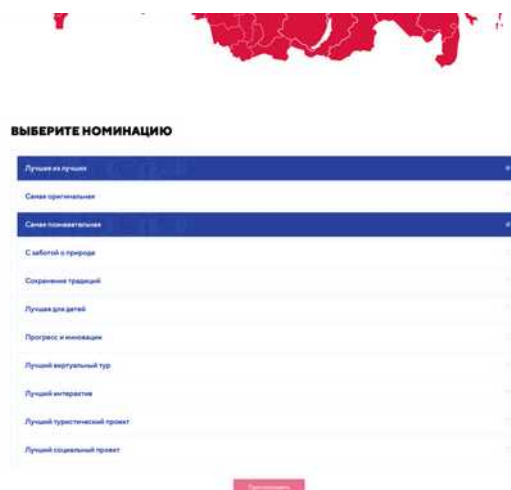 ВЫБЕРИТЕ НОМИНАЦИЮ
Лучшая из лучших
Самая оригинальная
Самая познавательная
С заботой о природе
Сохранение традиций
Лучшая для детей
Прогресс и инновации
Лучший виртуальный тур
Лучший интерактив
Лучший туристический проект
Лучший социальный проект
Проголосовать